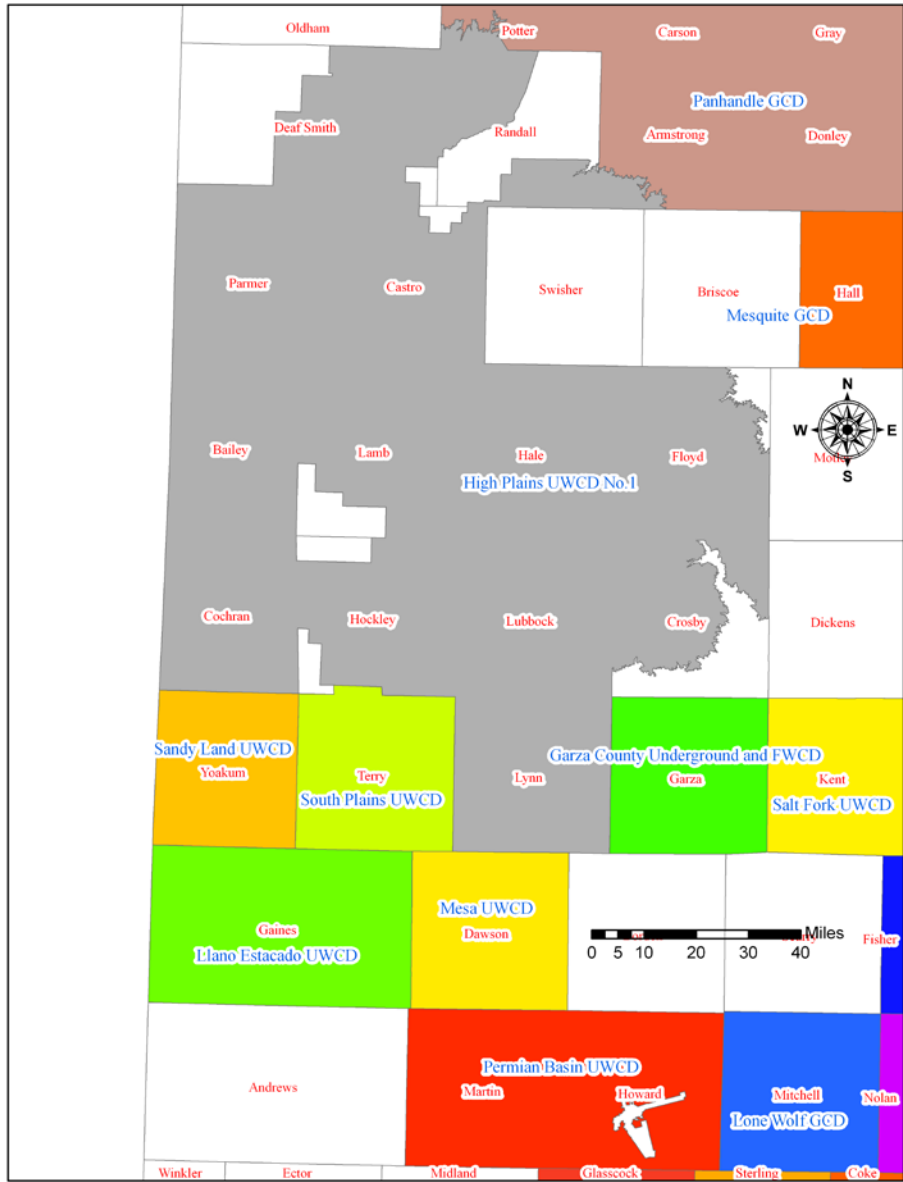 Oldham
Potter
Carson
Gray
Panhandle GCD
Deaf Smith
Randall
Armstrong
Donley
Parmer
Castro
Swisher
Briscoe
Hall
Mesquite GCD
N
W
E
S
Bailey
Lamb
Hale
Floyd
High Plains UWCD No.1
Cochran
Hockley
Lubbock
Crosby
Dickens
Sandy Land UWCD
Yoakum
Terry
South Plains UWCD
Lynn
Garza County Underground and FWCD
Garza
Kent
Salt Fork UWCD
Mesa UWCD
Dawson
Gaines
Llano Estacado UWCD
Miles
0 5 10 20 30 40
Fisher
Permian Basin UWCD
Andrews
Martin
Howard
Mitchell
Nolan
Lone Wolf GCD
Winkler
Ector
Midland
Glasscock
Sterling
Coke